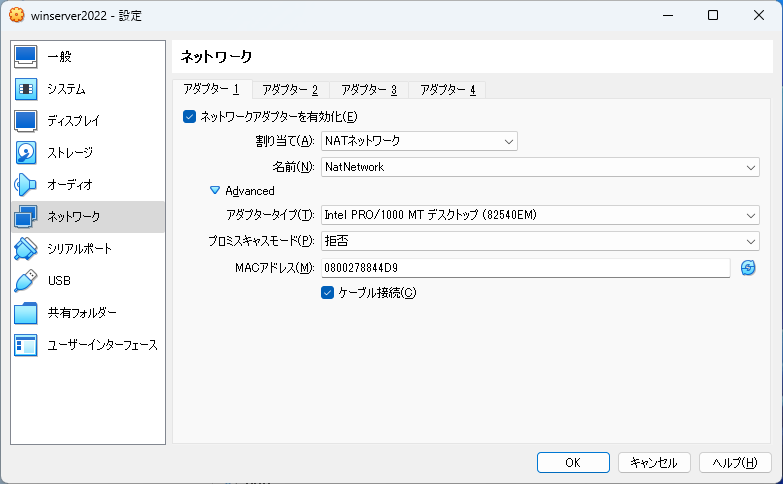 winserver2022 - 設定
一般
システム
ディスプレイ
ストレージ
オーディオ
ネットワーク
シリアルポート
USB
共有フォルダー
ユーザーインターフェース
ネットワーク
アダプター 1 アダプター 2 アダプター 3 アダプター 4
ネットワークアダプターを有効化(E)
割り当て(A): NATネットワーク
名前(N): NatNetwork
Advanced
アダプタータイプ(T): Intel PRO/1000 MT デスクトップ (82540EM)
プロミスキャスモード(P): 拒否
MACアドレス(M): 0800278844D9
ケーブル接続(C)
OK キャンセル ヘルプ(H)